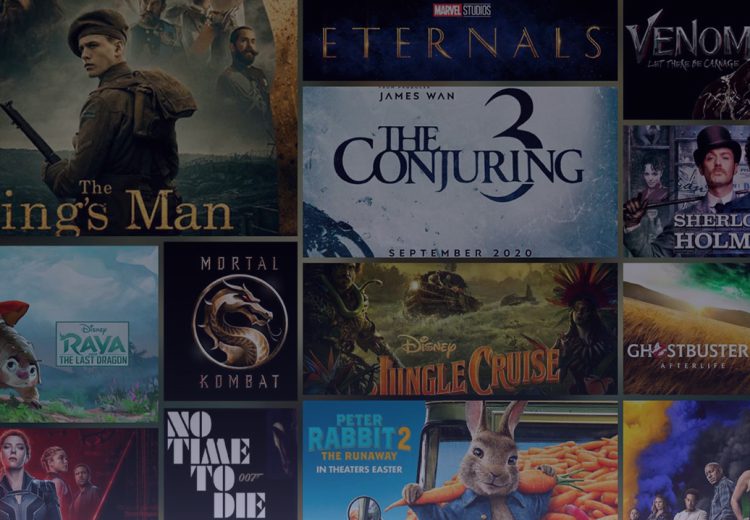 The
ing's Man
MARVEL STUDIOS
ETERNALS
VENOM
LET THERE BE CARNAGE
JAMES WAN
THE
CONJURING
3
SEPTEMBER 2020
SHERLO
HOLM
Disney
RAYA
AND
THE LAST DRAGON
MORTAL
KOMBAT
Disney
JUNGLE CRUISE
GHOSTBUSTER
AFTERLIFE
NO
TIME
TO
DIE
007
PETER
RABBIT 2
THE RUNAWAY
IN THEATERS EASTER